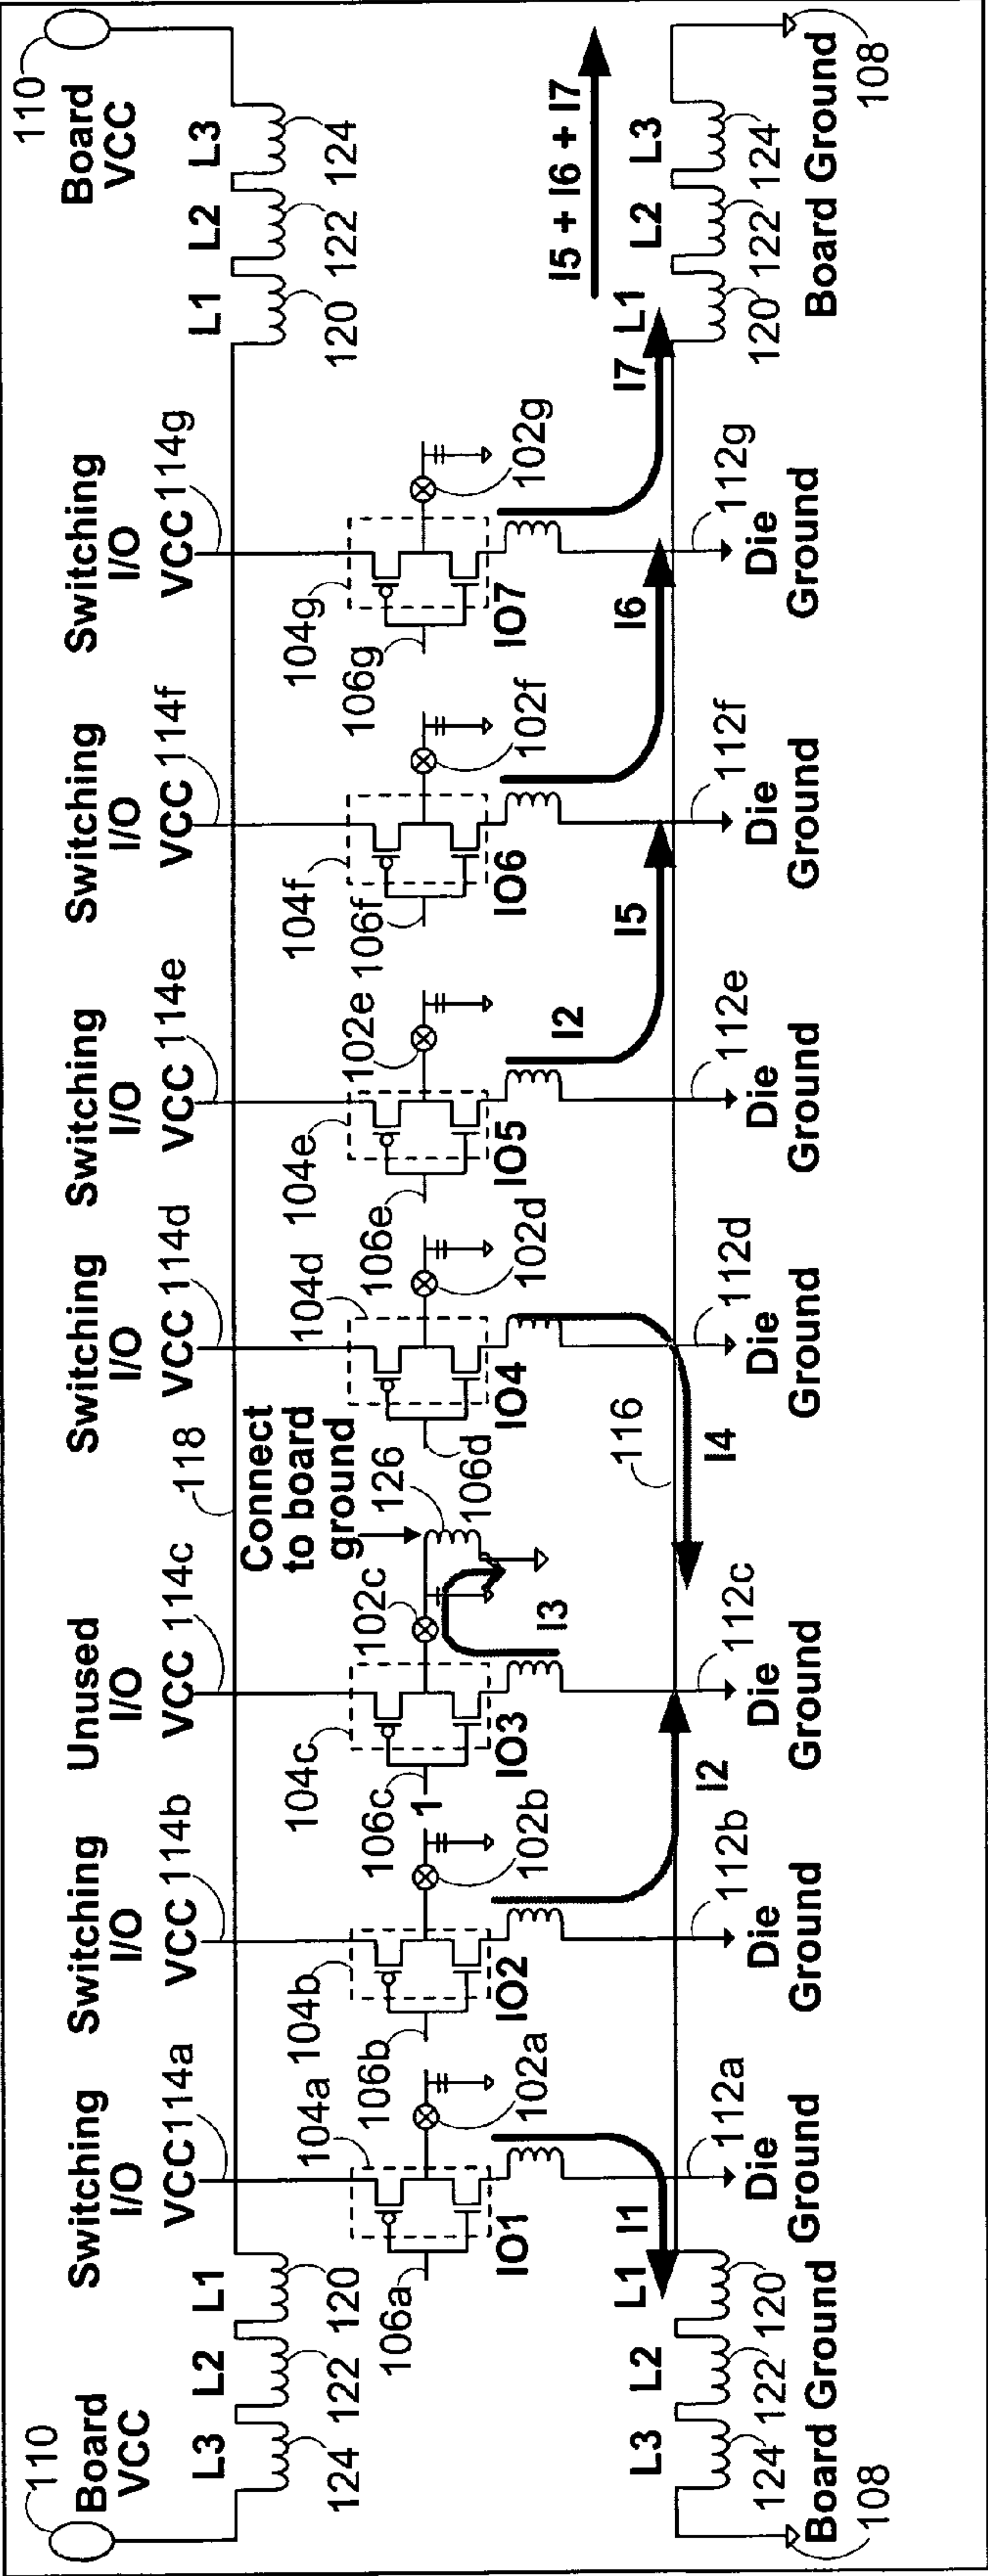 110
Board
VCC
L3
L2
L1
124
122
120
Switching
I/O
VCC 114a
Switching
I/O
VCC 114b
Unused
I/O
VCC 114c
118
Switching
I/O
VCC 114d
Switching
I/O
VCC 114e
Switching
I/O
VCC 114f
Switching
I/O
VCC 114g
L1
L2
L3
120
122
124
110
Board
VCC
104a
106a
IO1
102a
104b
106b
IO2
102b
104c
106c
1
IO3
102c
Connect
to board
ground
126
I3
104d
106d
IO4
102d
104e
106e
IO5
102e
I2
104f
106f
IO6
102f
104g
106g
IO7
102g
I5 + I6 + I7
I1
I2
116
I4
I5
I6
I7
L3
L2
L1
124
122
120
Board Ground
108
112a
Die
Ground
112b
Die
Ground
112c
Die
Ground
112d
Die
Ground
112e
Die
Ground
112f
Die
Ground
112g
Die
Ground
L1
L2
L3
120
122
124
Board Ground
108